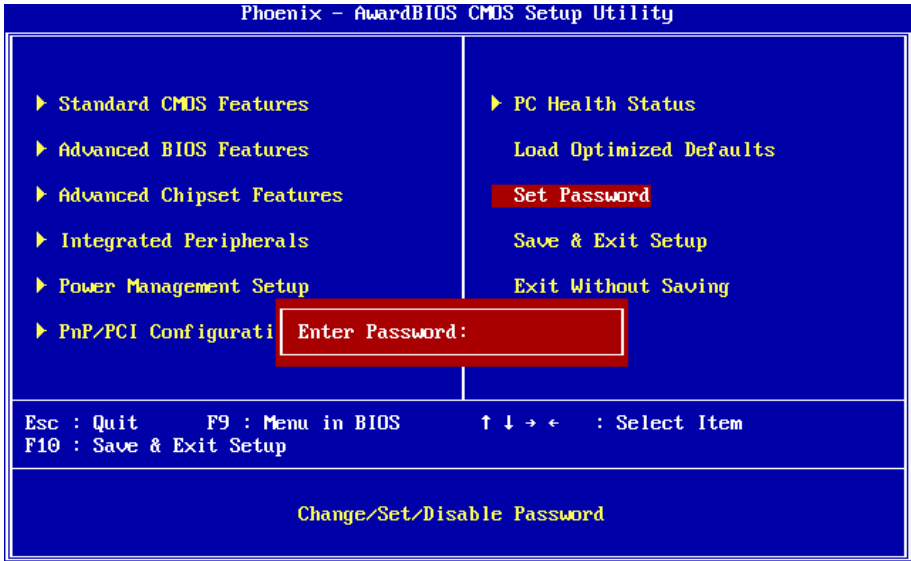 Phoenix - AwardBIOS CMOS Setup Utility
Standard CMOS Features
Advanced BIOS Features
Advanced Chipset Features
Integrated Peripherals
Power Management Setup
PnP/PCI Configurati
PC Health Status
Load Optimized Defaults
Set Password
Save & Exit Setup
Exit Without Saving
Enter Password:
Esc : Quit F9 : Menu in BIOS ↑ ↓ → ← : Select Item
F10 : Save & Exit Setup
Change/Set/Disable Password